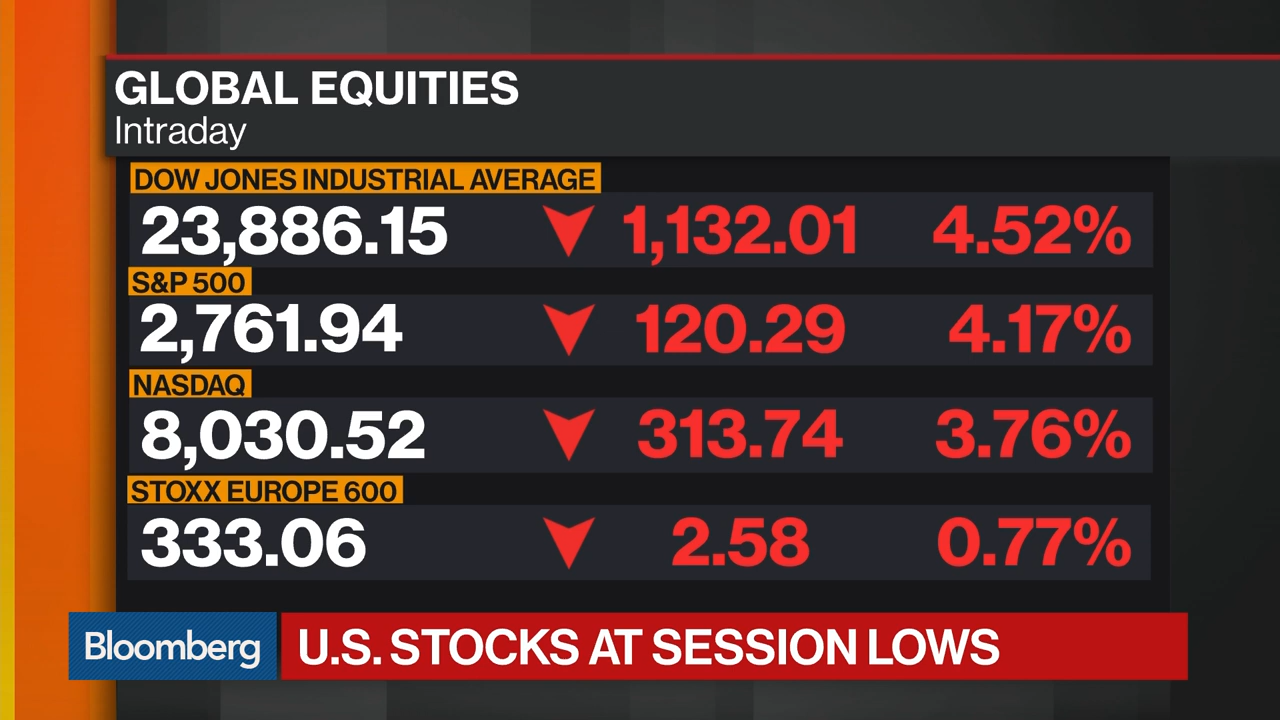 GLOBAL EQUITIES
Intraday
DOW JONES INDUSTRIAL AVERAGE
23,886.15 1,132.01 4.52%
S&P 500
2,761.94 120.29 4.17%
NASDAQ
8,030.52 313.74 3.76%
STOXX EUROPE 600
333.06 2.58 0.77%
Bloomberg U.S. STOCKS AT SESSION LOWS